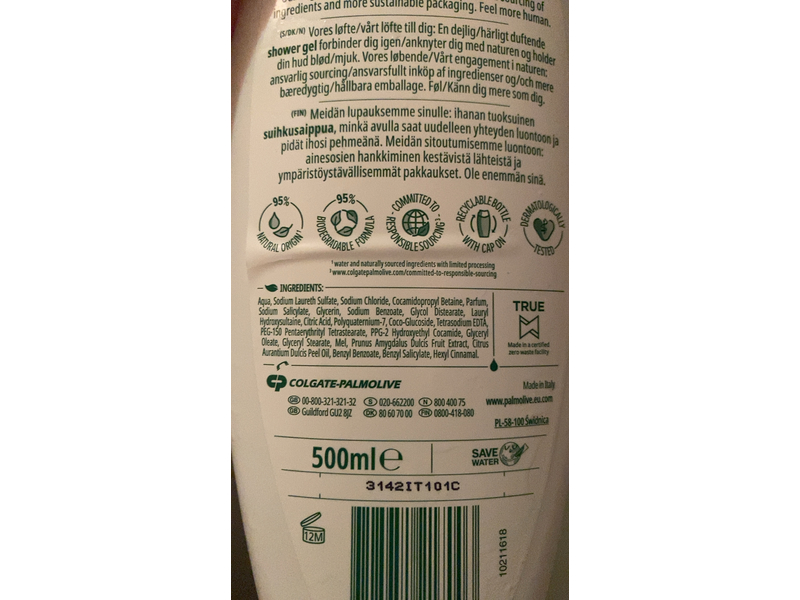 ingredients and more sustainable packaging. Feel more human.
(S/DK/N) Vores løfte/vårt löfte till dig: En dejlig/härligt duftende
shower gel forbinder dig igen/anknyter dig med naturen og holder
din hud blød/mjuk. Vores løbende/Vårt engagement i naturen:
ansvarlig sourcing/ansvarsfullt inköp af ingredienser og/och mere
bæredygtig/hållbara emballage. Føl/Känn dig mere som dig.
(FIN) Meidän lupauksemme sinulle: ihanan tuoksuinen
suihkusaippua, minkä avulla saat uudelleen yhteyden luontoon ja
pidät ihosi pehmeänä. Meidän sitoutumisemme luontoon:
ainesosien hankkiminen kestävistä lähteistä ja
ympäristöystävällisemmät pakkaukset. Ole enemmän sinä.
95% NATURAL ORIGIN¹
95% BIODEGRADABLE FORMULA
COMMITTED TO RESPONSIBLE SOURCING²
RECYCLABLE BOTTLE WITH CAP ON
DERMATOLOGICALLY TESTED
¹ water and naturally sourced ingredients with limited processing
² www.colgatepalmolive.com/committed-to-responsible-sourcing
INGREDIENTS:
Aqua, Sodium Laureth Sulfate, Sodium Chloride, Cocamidopropyl Betaine, Parfum,
Sodium Salicylate, Glycerin, Sodium Benzoate, Glycol Distearate, Lauryl
Hydroxysultaine, Citric Acid, Polyquaternium-7, Coco-Glucoside, Tetrasodium EDTA,
PEG-150 Pentaerythrityl Tetrastearate, PPG-2 Hydroxyethyl Cocamide, Glyceryl
Oleate, Glyceryl Stearate, Mel, Prunus Amygdalus Dulcis Fruit Extract, Citrus
Aurantium Dulcis Peel Oil, Benzyl Benzoate, Benzyl Salicylate, Hexyl Cinnamal.
TRUE
Made in a certified
zero waste facility
CP COLGATE-PALMOLIVE
GB 00-800-321-321-32 S 020-662200 N 800 400 75
GB Guildford GU2 8JZ DK 80 60 70 00 FIN 0800-418-080
Made in Italy
www.palmolive.eu.com
PL-58-100 Świdnica
500ml e
SAVE
WATER
3142IT101C
12M
10211618